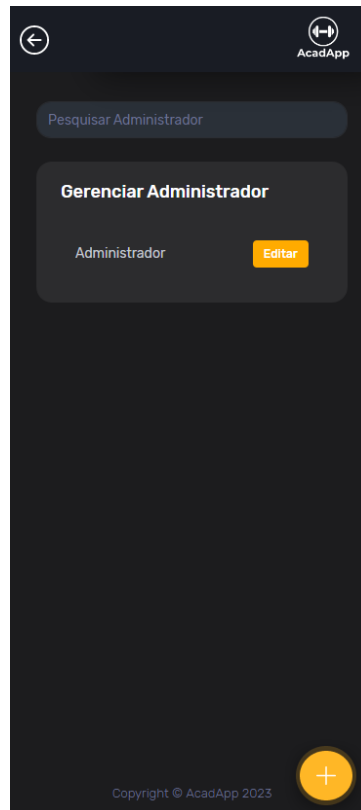 AcadApp
Pesquisar Administrador
Gerenciar Administrador
Administrador
Editar
Copyright © AcadApp 2023